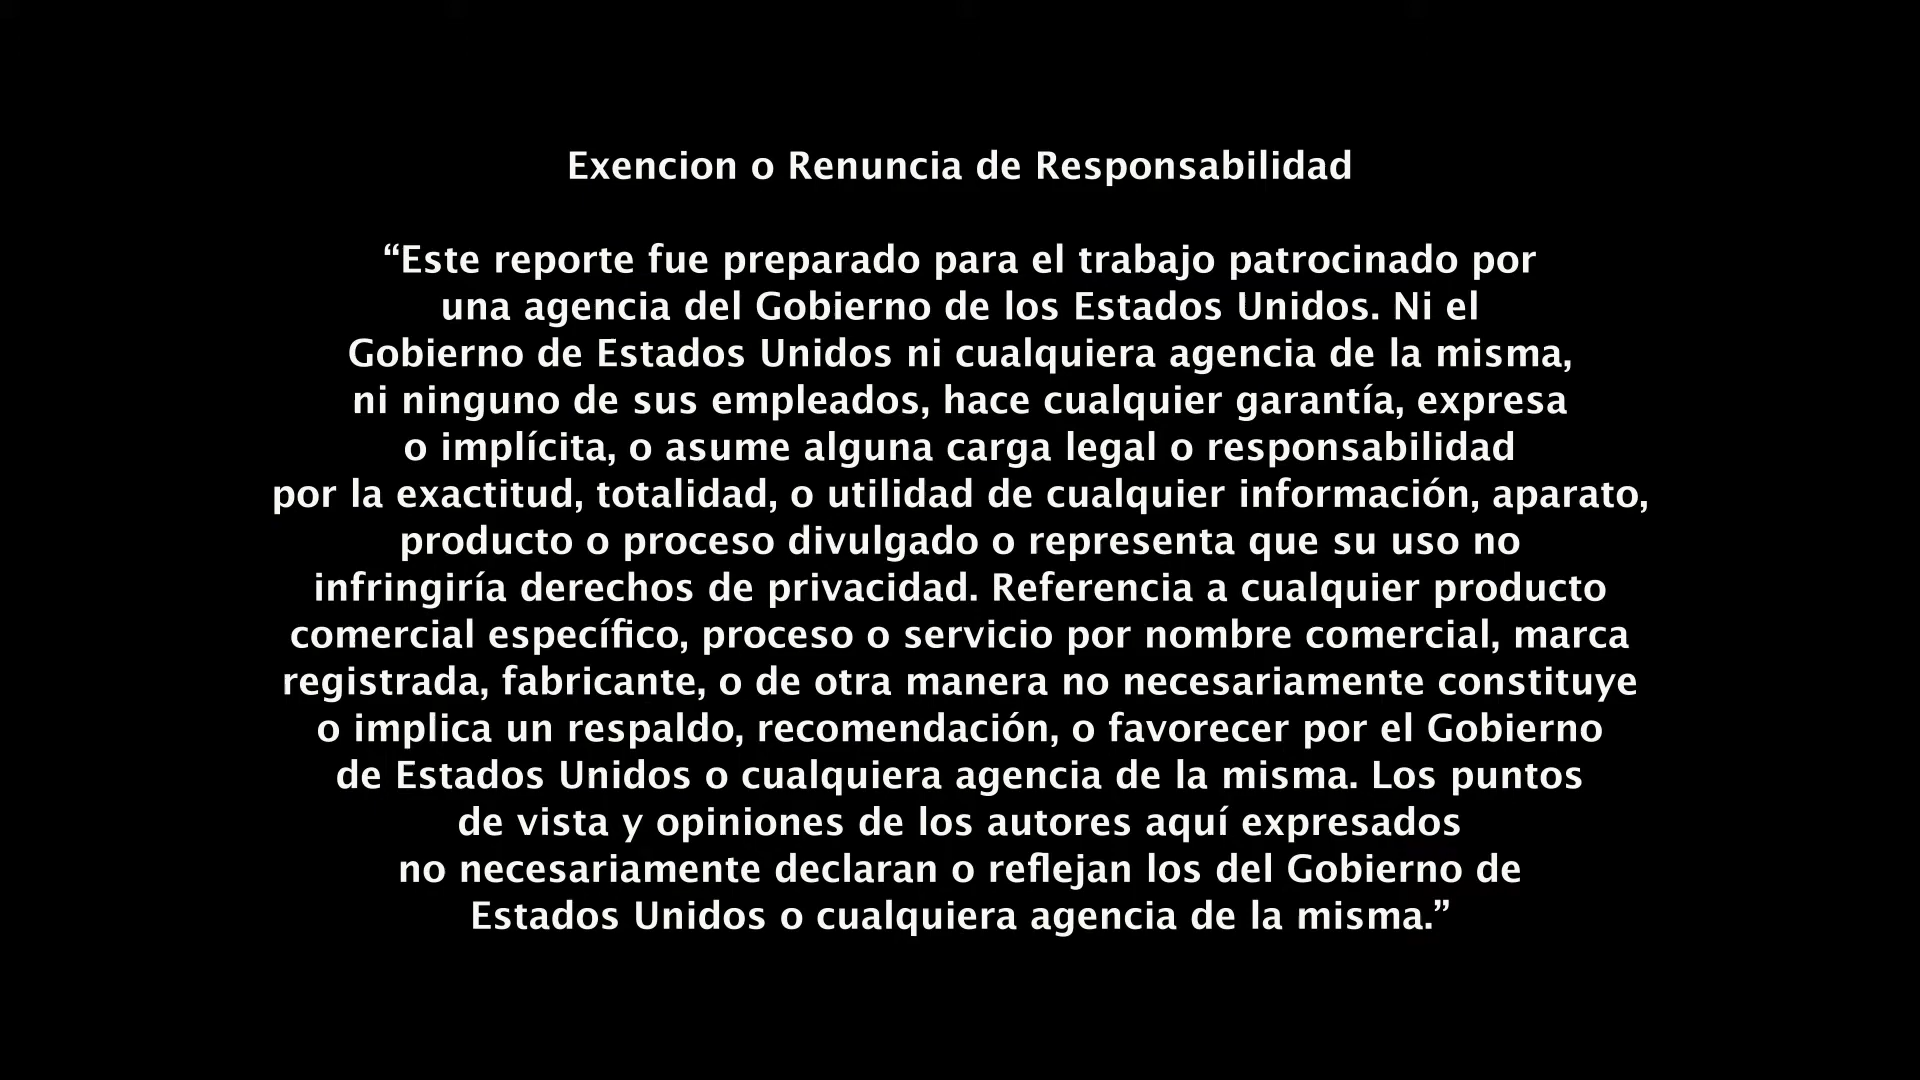 Exencion o Renuncia de Responsabilidad
“Este reporte fue preparado para el trabajo patrocinado por
una agencia del Gobierno de los Estados Unidos. Ni el
Gobierno de Estados Unidos ni cualquiera agencia de la misma,
ni ninguno de sus empleados, hace cualquier garantía, expresa
o implícita, o asume alguna carga legal o responsabilidad
por la exactitud, totalidad, o utilidad de cualquier información, aparato,
producto o proceso divulgado o representa que su uso no
infringiría derechos de privacidad. Referencia a cualquier producto
comercial específico, proceso o servicio por nombre comercial, marca
registrada, fabricante, o de otra manera no necesariamente constituye
o implica un respaldo, recomendación, o favorecer por el Gobierno
de Estados Unidos o cualquiera agencia de la misma. Los puntos
de vista y opiniones de los autores aquí expresados
no necesariamente declaran o reflejan los del Gobierno de
Estados Unidos o cualquiera agencia de la misma.”